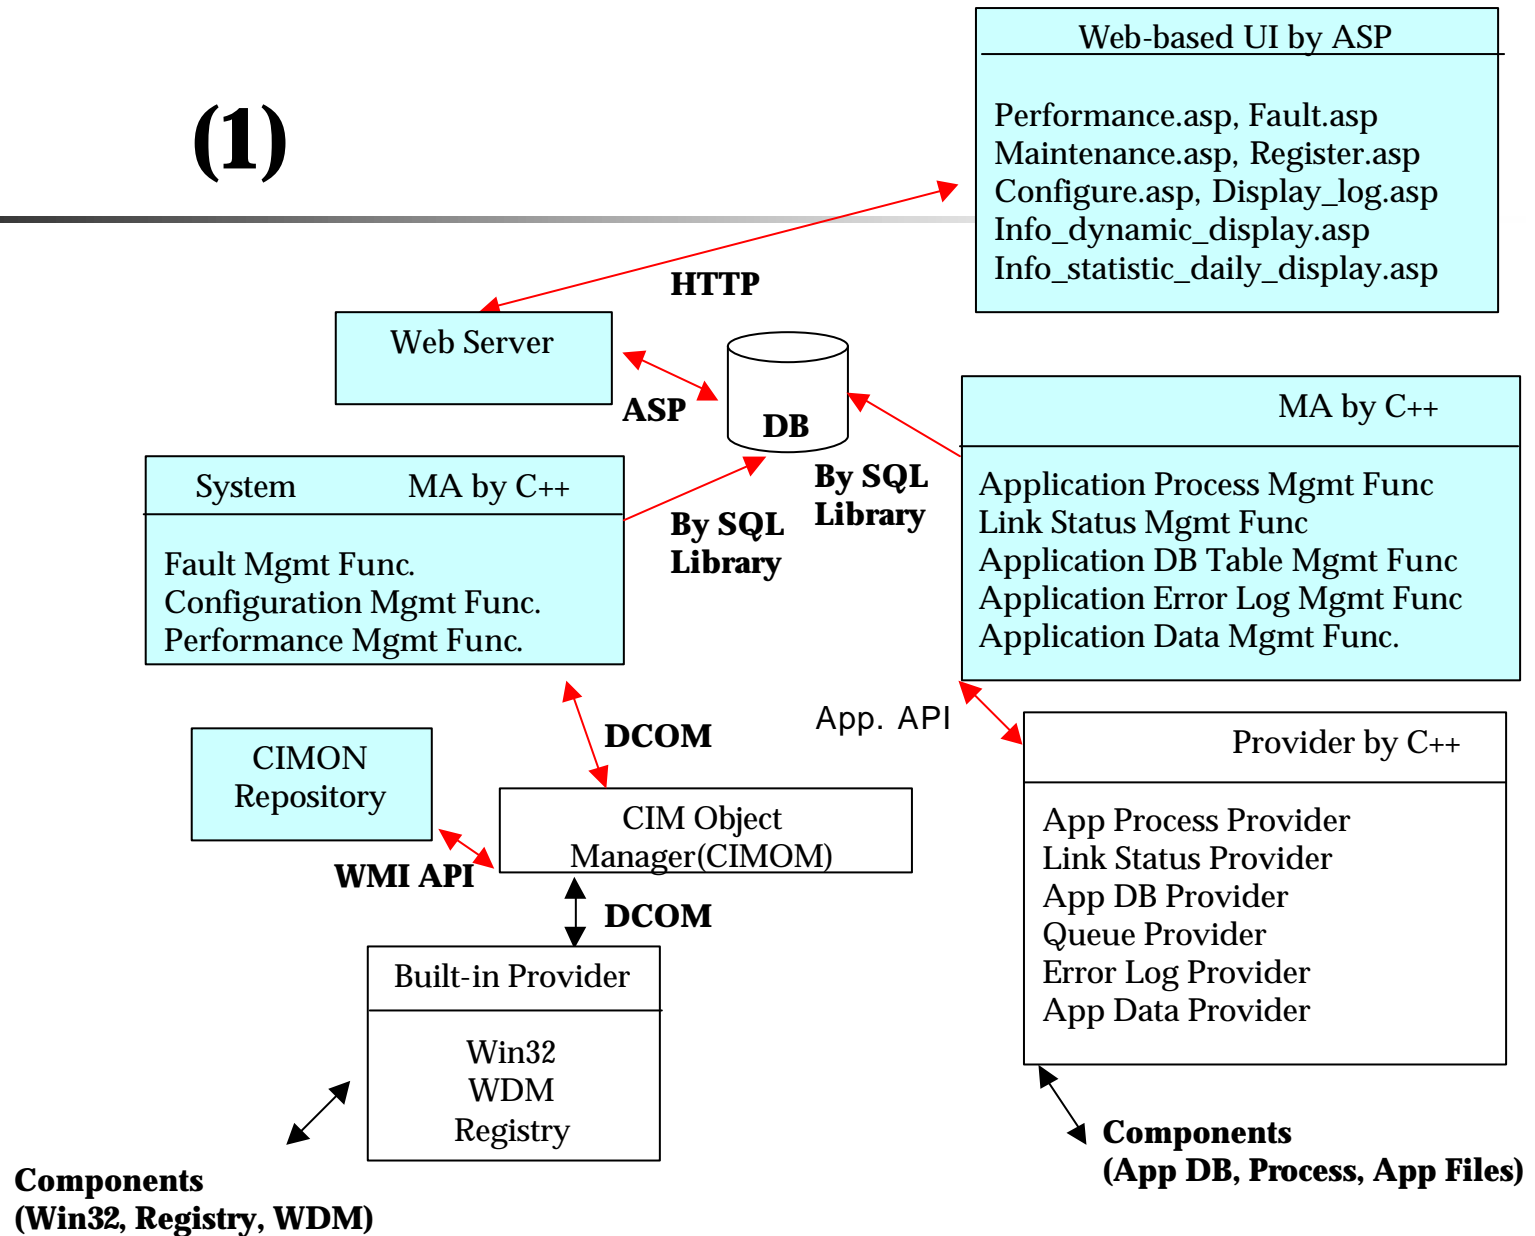 (1)
Web-based UI by ASP
Performance.asp, Fault.asp
Maintenance.asp, Register.asp
Configure.asp, Display_log.asp
Info_dynamic_display.asp
Info_statistic_daily_display.asp
HTTP
Web Server
ASP
DB
By SQL
Library
By SQL
Library
System MA by C++
Fault Mgmt Func.
Configuration Mgmt Func.
Performance Mgmt Func.
MA by C++
Application Process Mgmt Func
Link Status Mgmt Func
Application DB Table Mgmt Func
Application Error Log Mgmt Func
Application Data Mgmt Func.
DCOM
App. API
CIMON
Repository
WMI API
CIM Object
Manager(CIMOM)
DCOM
Provider by C++
App Process Provider
Link Status Provider
App DB Provider
Queue Provider
Error Log Provider
App Data Provider
Built-in Provider
Win32
WDM
Registry
Components
(Win32, Registry, WDM)
Components
(App DB, Process, App Files)